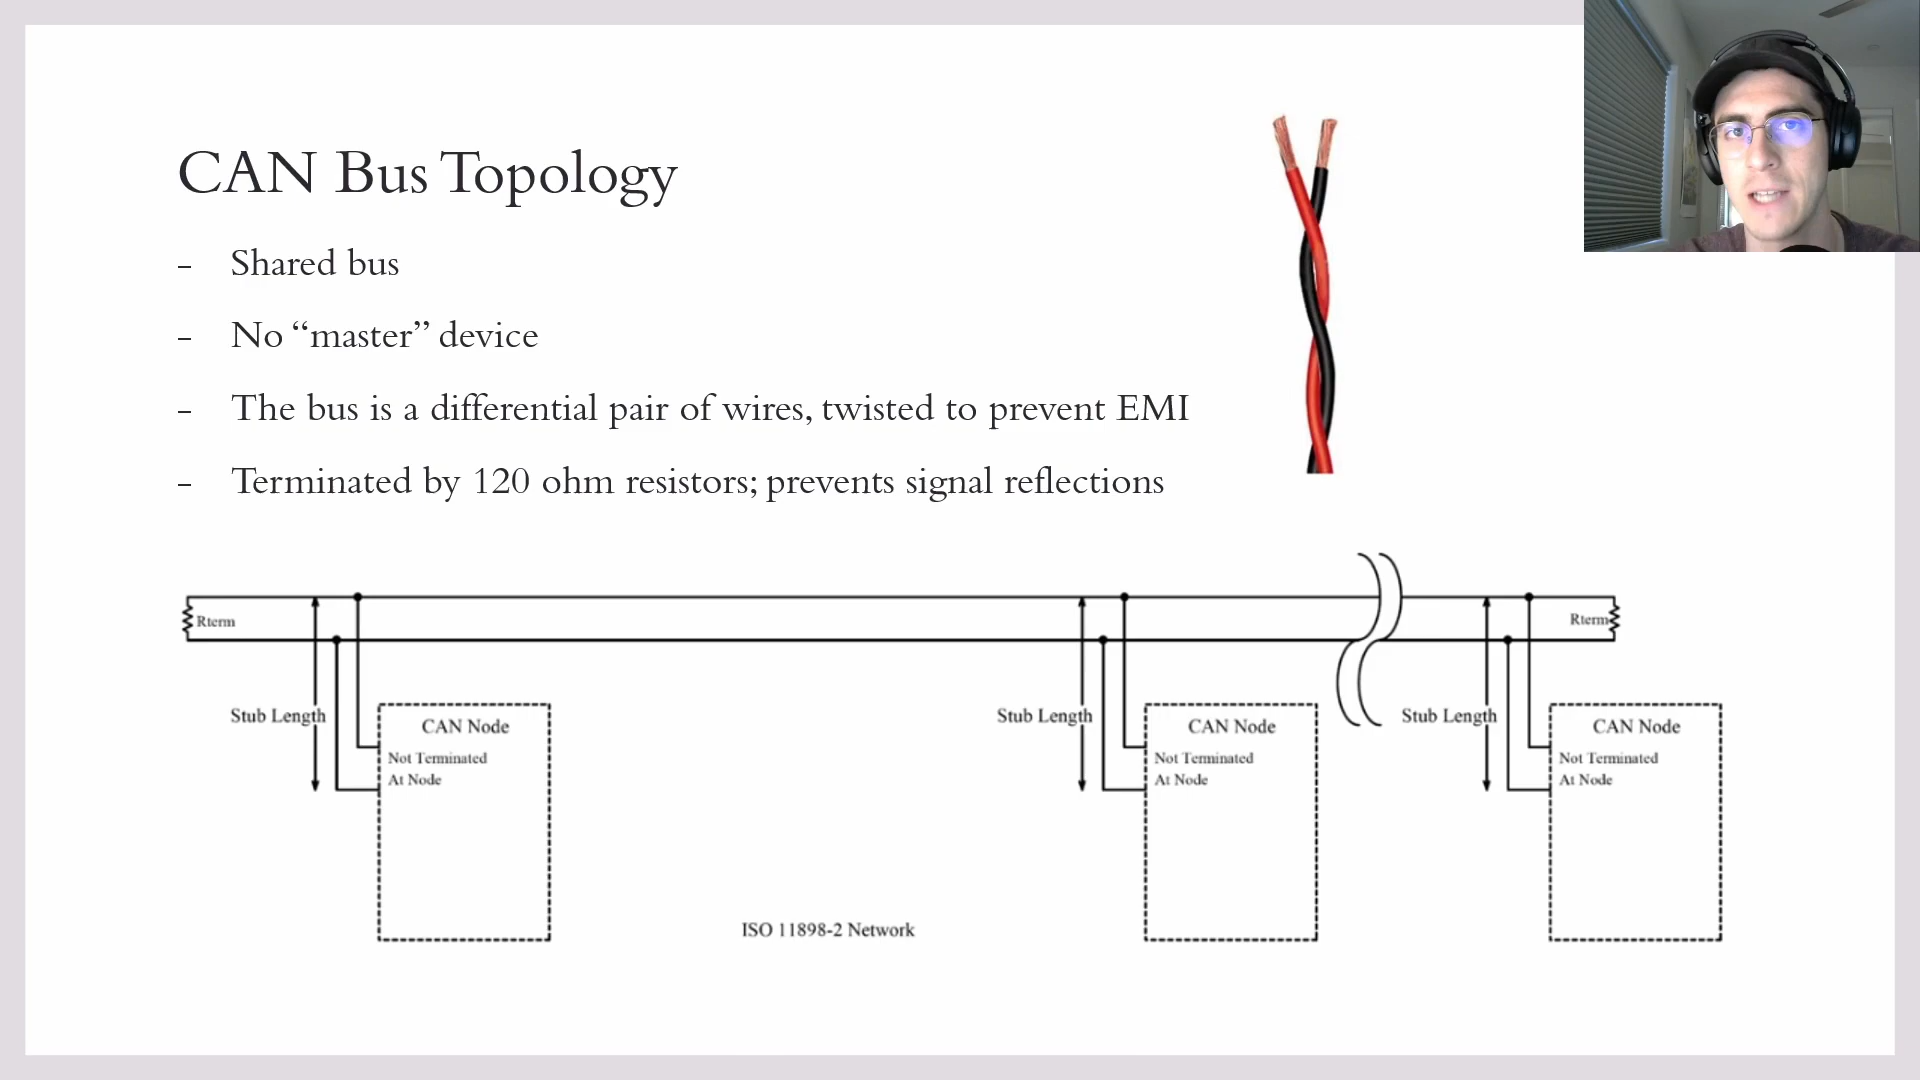 CAN Bus Topology
- Shared bus
- No “master” device
- The bus is a differential pair of wires, twisted to prevent EMI
- Terminated by 120 ohm resistors; prevents signal reflections
Rterm
Rterm
Stub Length
Stub Length
Stub Length
CAN Node
Not Terminated
At Node
CAN Node
Not Terminated
At Node
CAN Node
Not Terminated
At Node
ISO 11898-2 Network